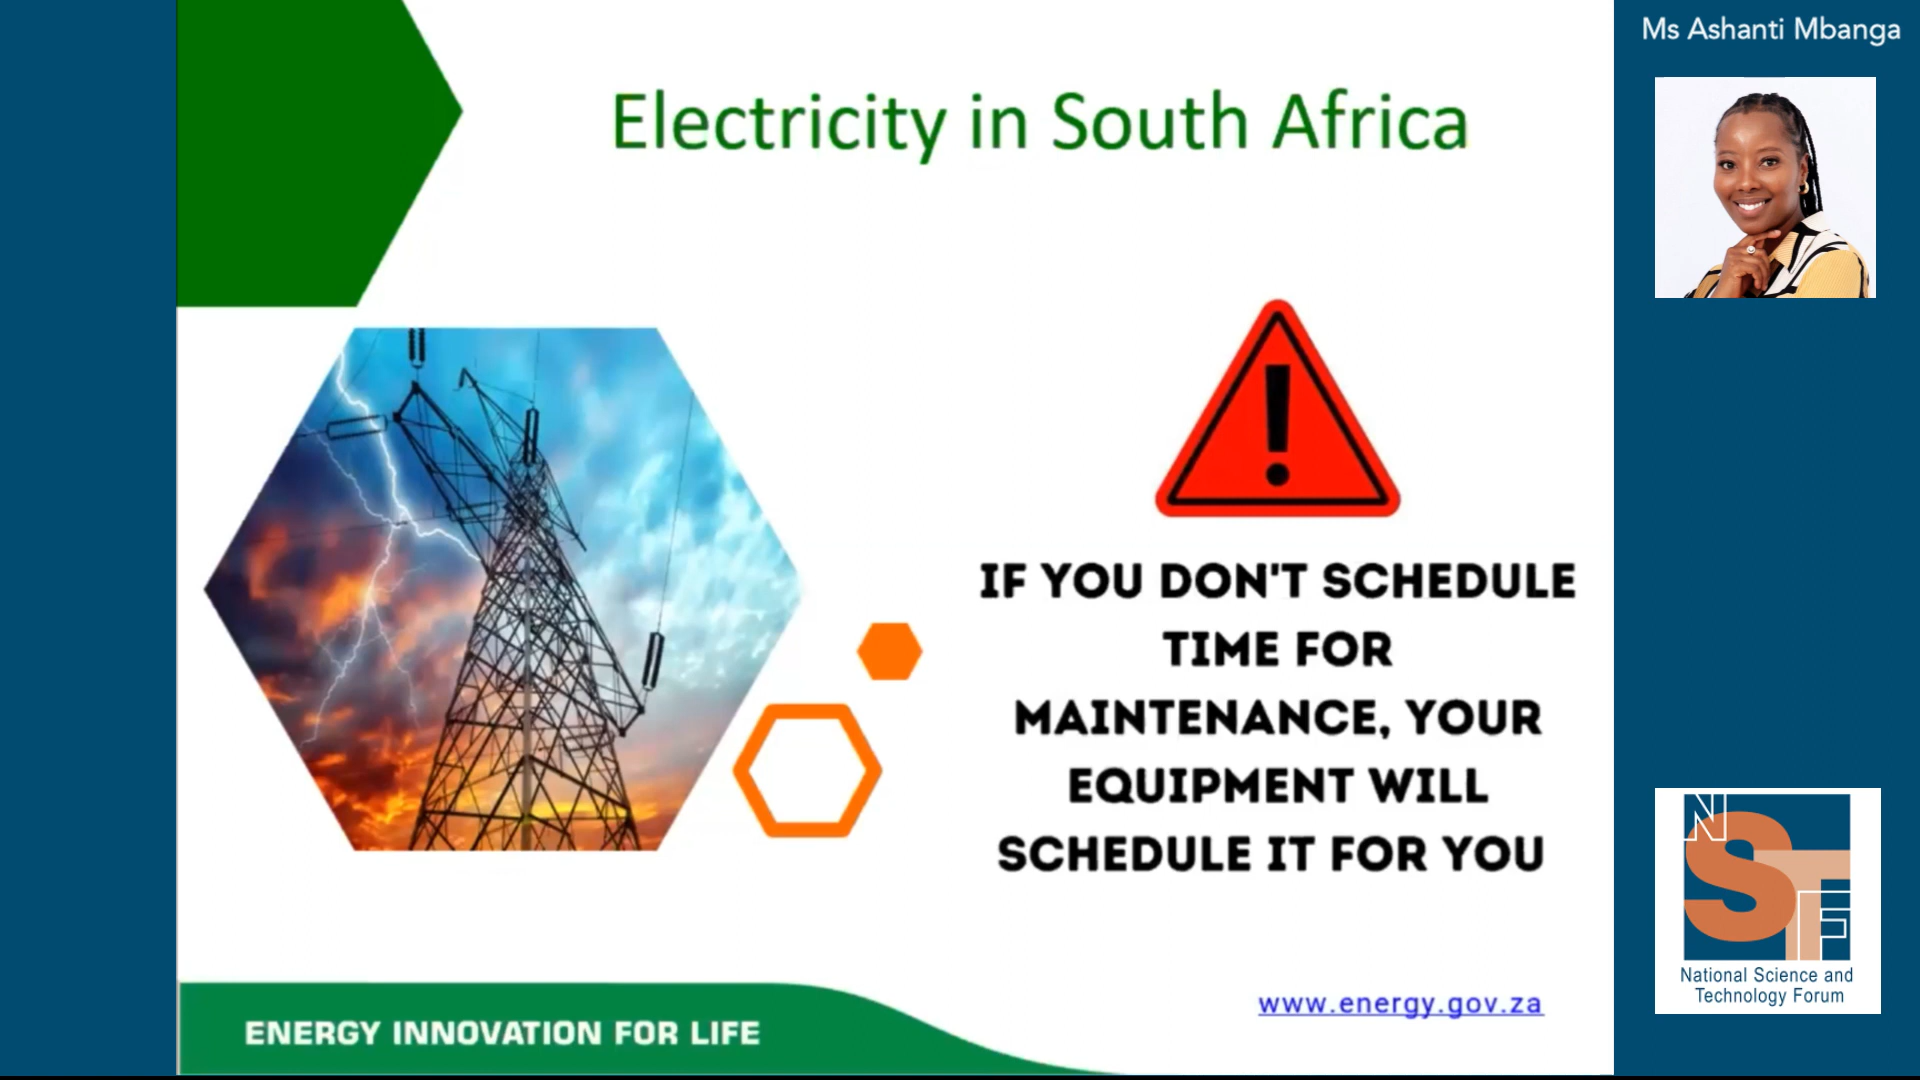 Ms Ashanti Mbanga
Electricity in South Africa
IF YOU DON'T SCHEDULE
TIME FOR
MAINTENANCE, YOUR
EQUIPMENT WILL
SCHEDULE IT FOR YOU
NSTF
National Science and
Technology Forum
www.energy.gov.za
ENERGY INNOVATION FOR LIFE